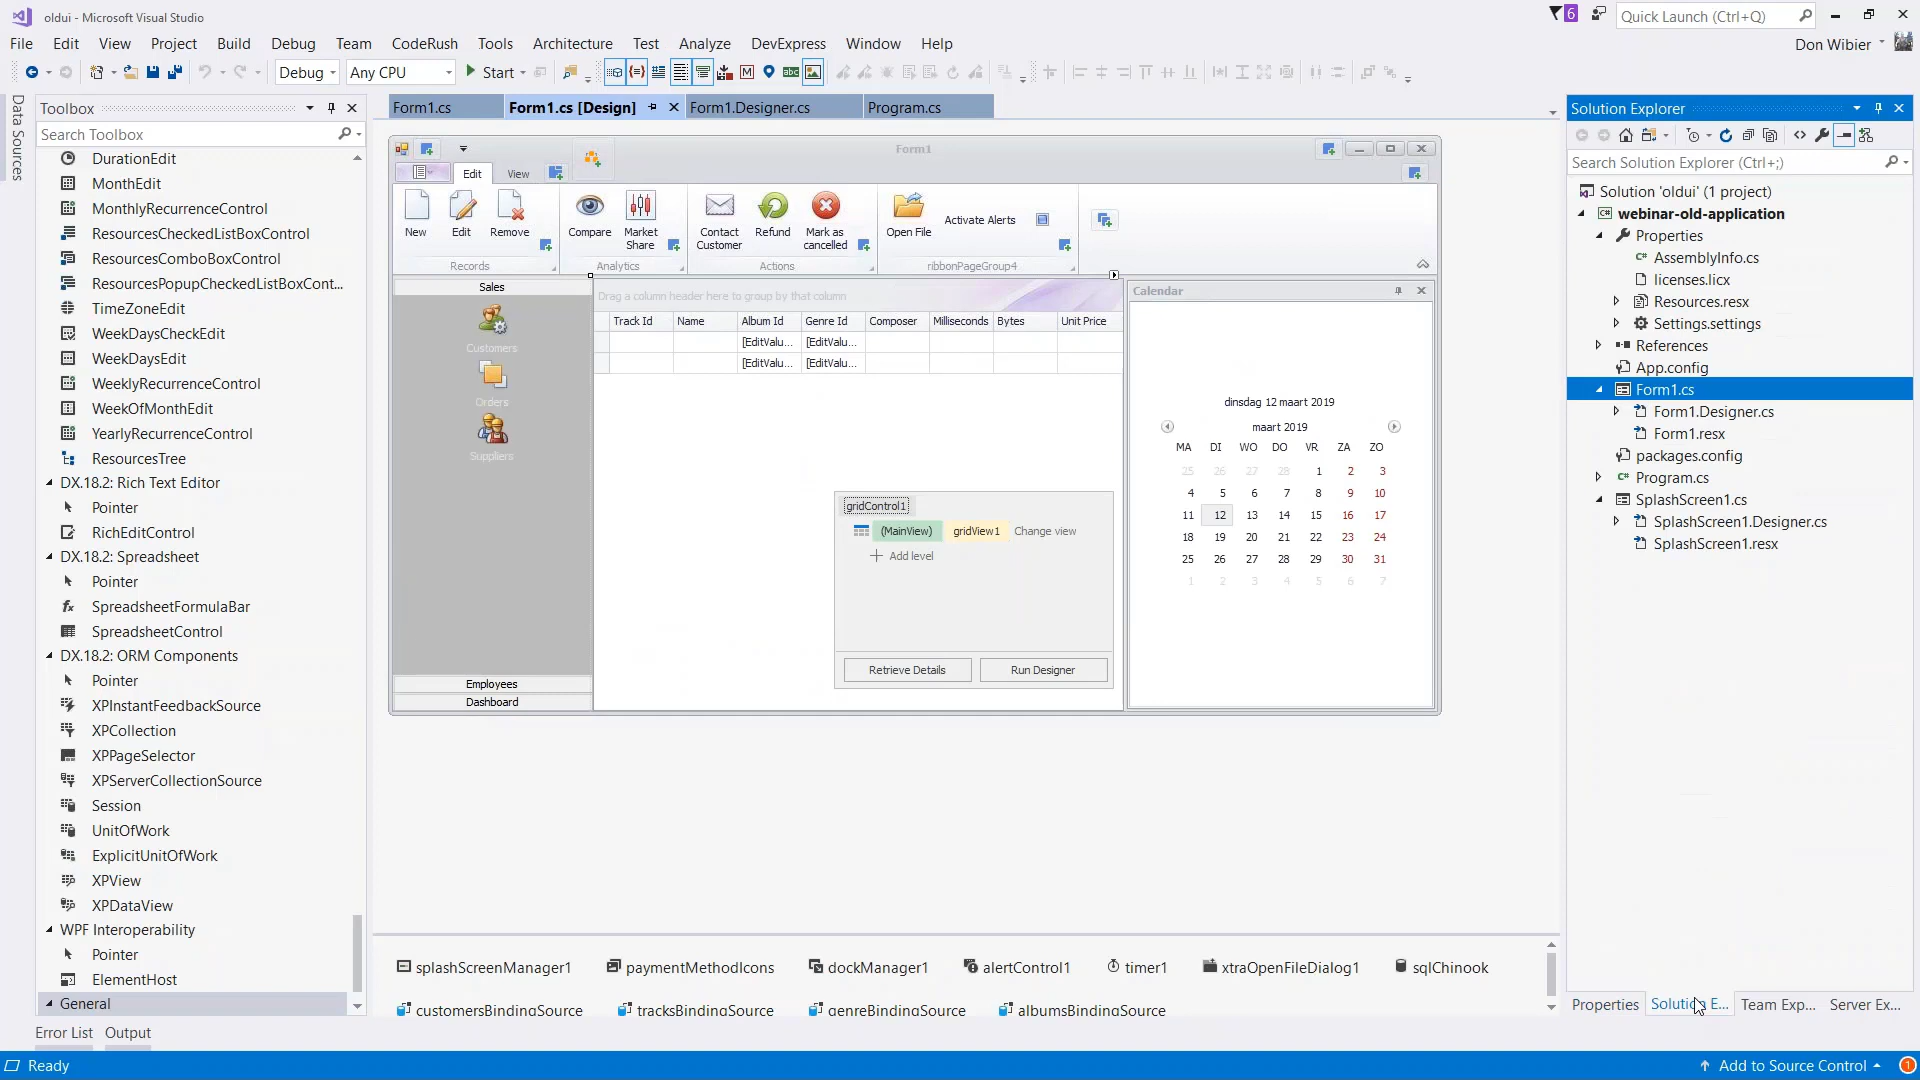 oldui - Microsoft Visual Studio
6
Quick Launch (Ctrl+Q)
File Edit View Project Build Debug Team CodeRush Tools Architecture Test Analyze DevExpress Window Help
Don Wibier
Debug Any CPU Start
Data Sources
Toolbox
Search Toolbox
DurationEdit
MonthEdit
MonthlyRecurrenceControl
ResourcesCheckedListBoxControl
ResourcesComboBoxControl
ResourcesPopupCheckedListBoxCont...
TimeZoneEdit
WeekDaysCheckEdit
WeekDaysEdit
WeeklyRecurrenceControl
WeekOfMonthEdit
YearlyRecurrenceControl
ResourcesTree
DX.18.2: Rich Text Editor
Pointer
RichEditControl
DX.18.2: Spreadsheet
Pointer
SpreadsheetFormulaBar
SpreadsheetControl
DX.18.2: ORM Components
Pointer
XPInstantFeedbackSource
XPCollection
XPPageSelector
XPServerCollectionSource
Session
UnitOfWork
ExplicitUnitOfWork
XPView
XPDataView
WPF Interoperability
Pointer
ElementHost
General
Error List Output
Form1.cs Form1.cs [Design] Form1.Designer.cs Program.cs
Form1
Edit View
New Edit Remove Compare Market Share Contact Customer Refund Mark as cancelled Open File Activate Alerts
Records Analytics Actions ribbonPageGroup4
Sales
Customers
Orders
Suppliers
Employees
Dashboard
Drag a column header here to group by that column
Track Id Name Album Id Genre Id Composer Milliseconds Bytes Unit Price
[EditValu... [EditValu...
[EditValu... [EditValu...
gridControl1
(MainView) gridView1 Change view
Add level
Retrieve Details Run Designer
Calendar
dinsdag 12 maart 2019
maart 2019
MA DI WO DO VR ZA ZO
25 26 27 28 1 2 3
4 5 6 7 8 9 10
11 12 13 14 15 16 17
18 19 20 21 22 23 24
25 26 27 28 29 30 31
1 2 3 4 5 6 7
splashScreenManager1 paymentMethodIcons dockManager1 alertControl1 timer1 xtraOpenFileDialog1 sqlChinook
customersBindingSource tracksBindingSource genreBindingSource albumsBindingSource
Solution Explorer
Search Solution Explorer (Ctrl+;)
Solution 'oldui' (1 project)
webinar-old-application
Properties
AssemblyInfo.cs
licenses.licx
Resources.resx
Settings.settings
References
App.config
Form1.cs
Form1.Designer.cs
Form1.resx
packages.config
Program.cs
SplashScreen1.cs
SplashScreen1.Designer.cs
SplashScreen1.resx
Properties Solution E... Team Exp... Server Ex...
Ready
Add to Source Control
1